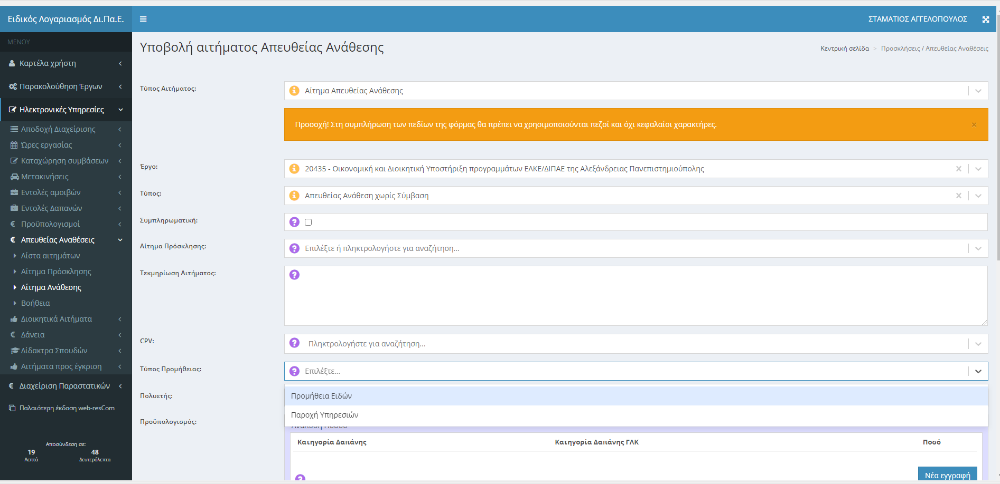 Ειδικός Λογαριασμός Δι.Πα.Ε.
ΣΤΑΜΑΤΙΟΣ ΑΓΓΕΛΟΠΟΥΛΟΣ
ΜΕΝΟΥ
Καρτέλα χρήστη
Παρακολούθηση Έργων
Ηλεκτρονικές Υπηρεσίες
Αποδοχή Διαχείρισης
Ώρες εργασίας
Καταχώρηση συμβάσεων
Μετακινήσεις
Εντολές αμοιβών
Εντολές Δαπανών
Προϋπολογισμοί
Απευθείας Αναθέσεις
Λίστα αιτημάτων
Αίτημα Πρόσκλησης
Αίτημα Ανάθεσης
Βοήθεια
Διοικητικά Αιτήματα
Δάνεια
Δίδακτρα Σπουδών
Αιτήματα προς έγκριση
Διαχείριση Παραστατικών
Παλαιότερη έκδοση web-resCom
Αποσύνδεση σε:
19 48
Λεπτά Δευτερόλεπτα
Υποβολή αιτήματος Απευθείας Ανάθεσης
Κεντρική σελίδα > Προσκλήσεις / Απευθείας Αναθέσεις
Τύπος Αιτήματος: Αίτημα Απευθείας Ανάθεσης
Προσοχή! Στη συμπλήρωση των πεδίων της φόρμας θα πρέπει να χρησιμοποιούνται πεζοί και όχι κεφαλαίοι χαρακτήρες. ×
Έργο: 20435 - Οικονομική και Διοικητική Υποστήριξη προγραμμάτων ΕΛΚΕ/ΔΙΠΑΕ της Αλεξάνδρειας Πανεπιστημιούπολης
Τύπος: Απευθείας Ανάθεση χωρίς Σύμβαση
Συμπληρωματική:
Αίτημα Πρόσκλησης: Επιλέξτε ή πληκτρολογήστε για αναζήτηση...
Τεκμηρίωση Αιτήματος:
CPV: Πληκτρολογήστε για αναζήτηση...
Τύπος Προμήθειας: Επιλέξτε...
Πολυετής: Προμήθεια Ειδών
Παροχή Υπηρεσιών
Προϋπολογισμός:
Κατηγορία Δαπάνης Κατηγορία Δαπάνης ΓΛΚ Ποσό
Νέα εγγραφή